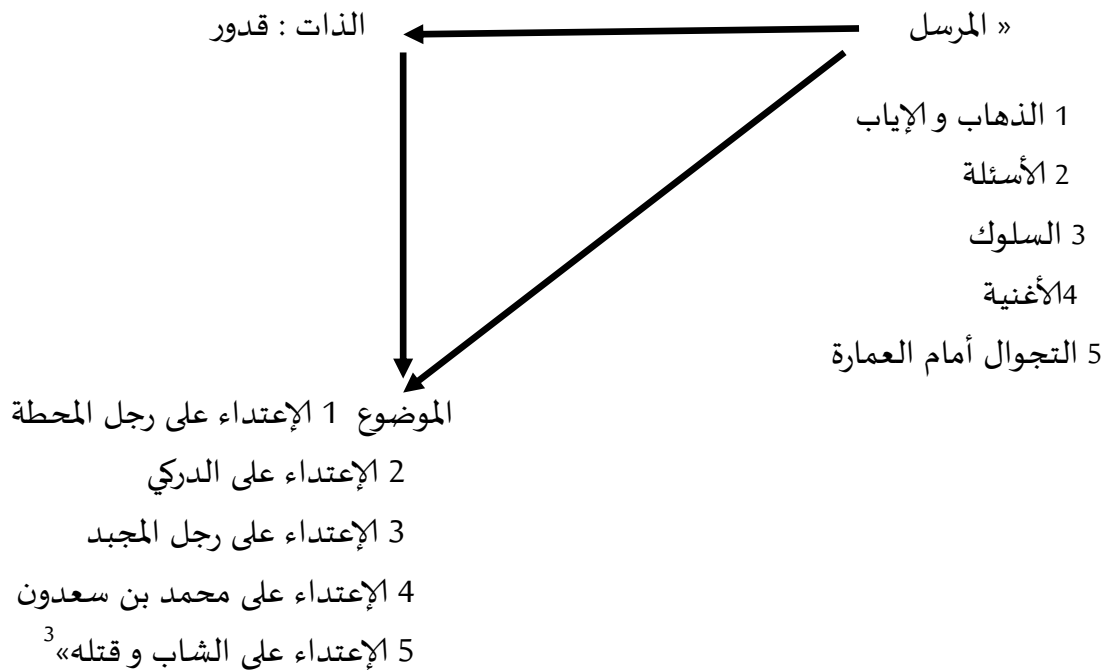 « المرسل
الذات : قدور
1 الذهاب و الإياب
2 الأسئلة
3 السلوك
4الأغنية
5 التجوال أمام العمارة
الموضوع 1 الإعتداء على رجل المحطة
2 الإعتداء على الدركي
3 الإعتداء على رجل المجبد
4 الإعتداء على محمد بن سعدون
5 الإعتداء على الشاب و قتله»3